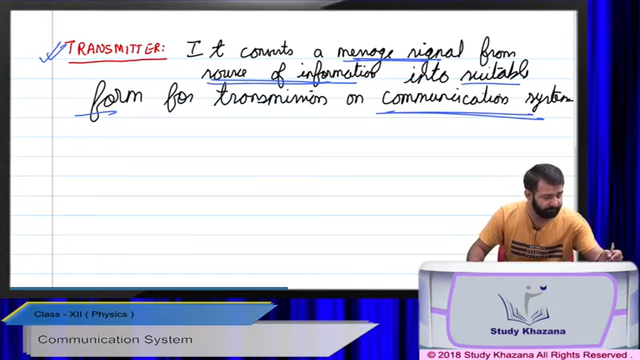 TRANSMITTER: It converts a message signal from
source of information into suitable
form for transmission on communication system
Study Khazana
Class - XII ( Physics )
Communication System
© 2018 Study Khazana All Rights Reserved .